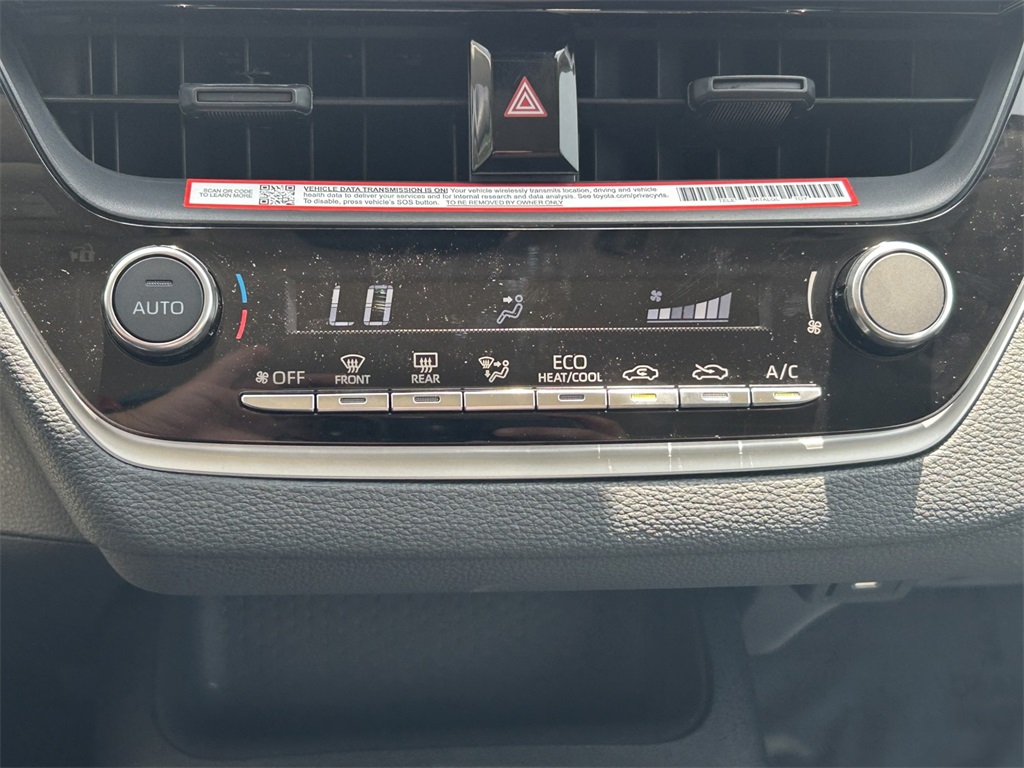 SCAN OR CODE
TO LEARN MORE
VEHICLE DATA TRANSMISSION IS ON! Your vehicle wirelessly transmits location, driving and vehicle
health data to deliver your services and for internal research and data analysis. See toyota.com/privacyvts.
To disable, press vehicle's SOS button. TO BE REMOVED BY OWNER ONLY
AUTO
LO
OFF
FRONT
REAR
ECO
HEAT/COOL
A/C